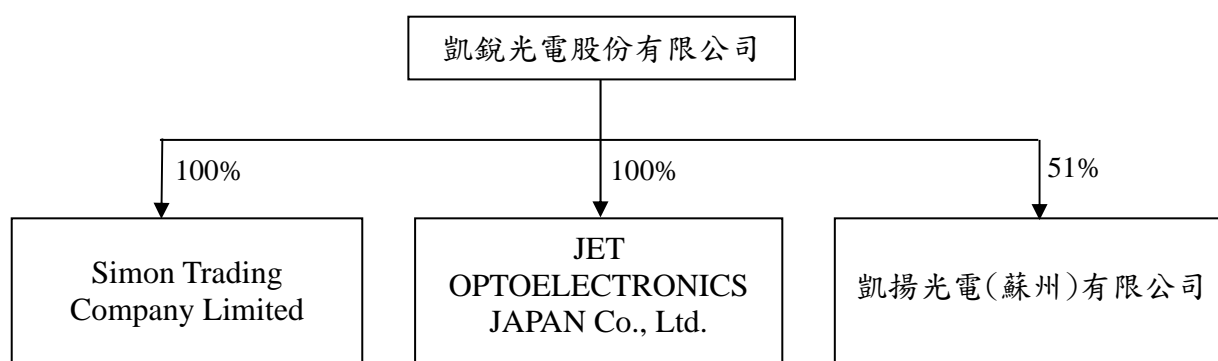 凱銳光電股份有限公司
100%
100%
51%
Simon Trading
Company Limited
JET
OPTOELECTRONICS
JAPAN Co., Ltd.
凱揚光電(蘇州)有限公司